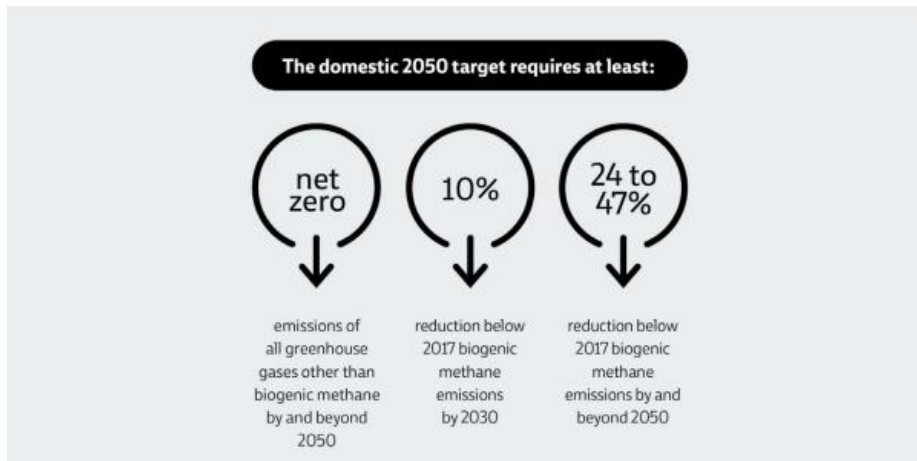 The domestic 2050 target requires at least:
net
zero
10%
24 to
47%
emissions of
all greenhouse
gases other than
biogenic methane
by and beyond
2050
reduction below
2017 biogenic
methane
emissions
by 2030
reduction below
2017 biogenic
methane
emissions by and
beyond 2050